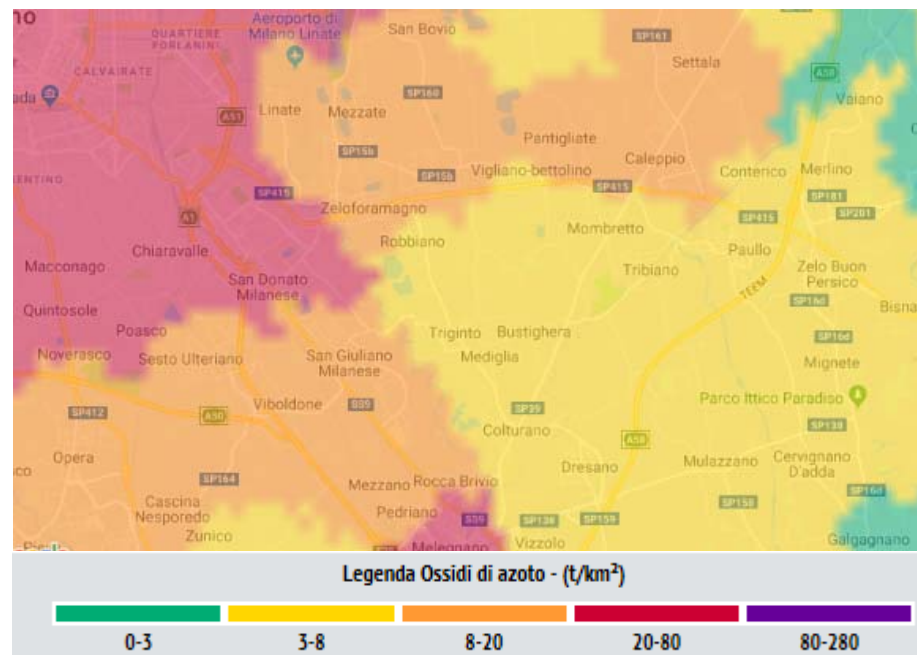 no
Aeroporto di
Milano Linate
San Bovio
SP161
QUARTIERE
FORLANINI
Settala
CALVAIRATE
A58
Vaiano
SP160
Linate
Mezzate
A51
Pantigliate
SP15b
Caleppio
SP15b
Vigliano-bettolino
Conterico
Merlino
SP415
SP415
SP181
Zeloforamagno
A1
SP415
SP201
Mombretto
Robbiano
Chiaravalle
Paullo
Macconago
San Donato
Milanese
Tribiano
Zelo Buon
Persico
TEEM
SP16d
Bisna
Quintosole
Poasco
Triginto
Bustighera
SP16d
Noverasco
Sesto Ulteriano
San Giuliano
Milanese
Mediglia
Mignete
Viboldone
SS9
Parco Ittico Paradiso
SP412
A50
SP39
SP138
Colturano
A58
Opera
Mulazzano
Cervignano
D'adda
Dresano
SP164
Mezzano
Rocca Brivio
SP16d
Cascina
Nesporedo
Pedriano
SP158
SS9
SP138
SP159
Zunico
Melegnano
Vizzolo
Galgagnano
Legenda Ossidi di azoto - (t/km²)
0-3
3-8
8-20
20-80
80-280